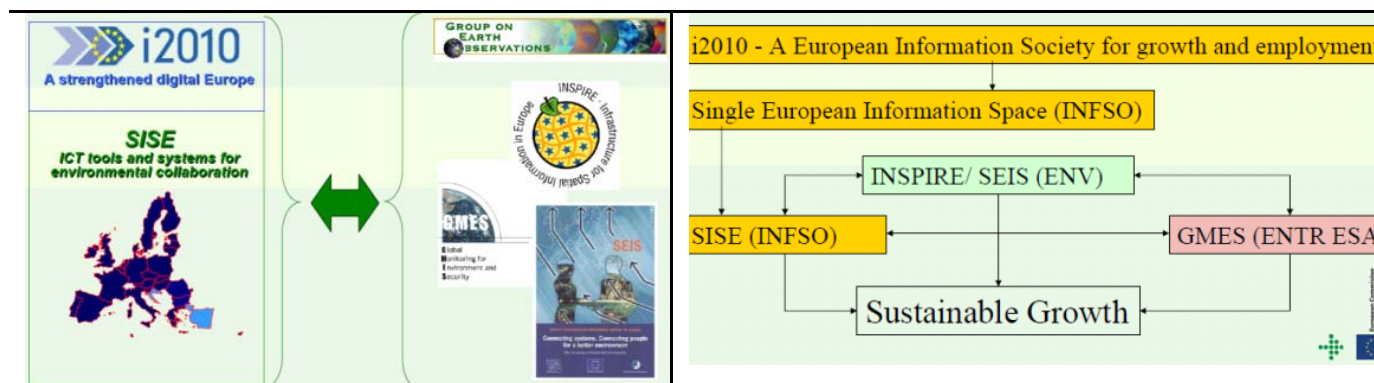 i2010
A strengthened digital Europe
SISE
ICT tools and systems for
environmental collaboration
GROUP ON
EARTH
OBSERVATIONS
INSPIRE - Infrastructure for Spatial Information in Europe
GMES
Global
Monitoring for
Environment and
Security
SEIS
Connecting systems, Connecting people
for a better environment
i2010 - A European Information Society for growth and employment
Single European Information Space (INFSO)
INSPIRE/ SEIS (ENV)
SISE (INFSO)
GMES (ENTR ESA
Sustainable Growth
European Commission